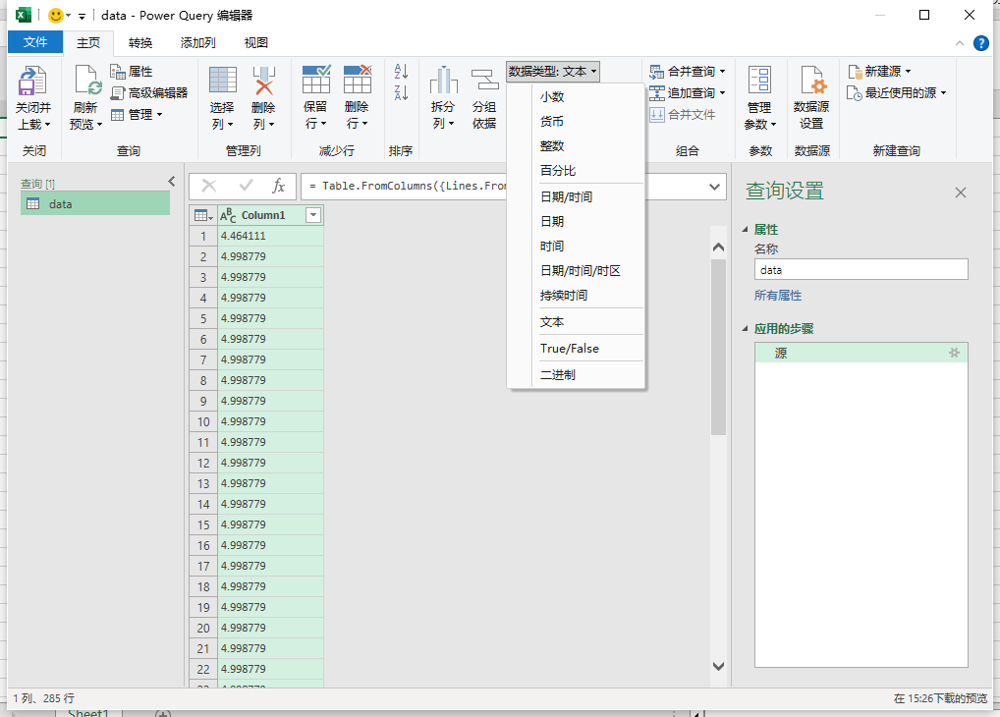 data - Power Query 编辑器
文件 主页 转换 添加列 视图
关闭并
上载
关闭
刷新
预览
属性
高级编辑器
管理
查询
选择
列
删除
列
管理列
保留
行
删除
行
减少行
排序
拆分
列
分组
依据
数据类型: 文本
小数
货币
整数
百分比
日期/时间
日期
时间
日期/时间/时区
持续时间
文本
True/False
二进制
合并查询
追加查询
合并文件
组合
管理
参数
参数
数据源
设置
数据源
新建源
最近使用的源
新建查询
查询 [1]
data
fx
= Table.FromColumns({Lines.From
ABC Column1
1 4.464111
2 4.998779
3 4.998779
4 4.998779
5 4.998779
6 4.998779
7 4.998779
8 4.998779
9 4.998779
10 4.998779
11 4.998779
12 4.998779
13 4.998779
14 4.998779
15 4.998779
16 4.998779
17 4.998779
18 4.998779
19 4.998779
20 4.998779
21 4.998779
22 4.998779
查询设置
属性
名称
data
所有属性
应用的步骤
源
1 列、285 行
在 15:26下载的预览
Sheet1